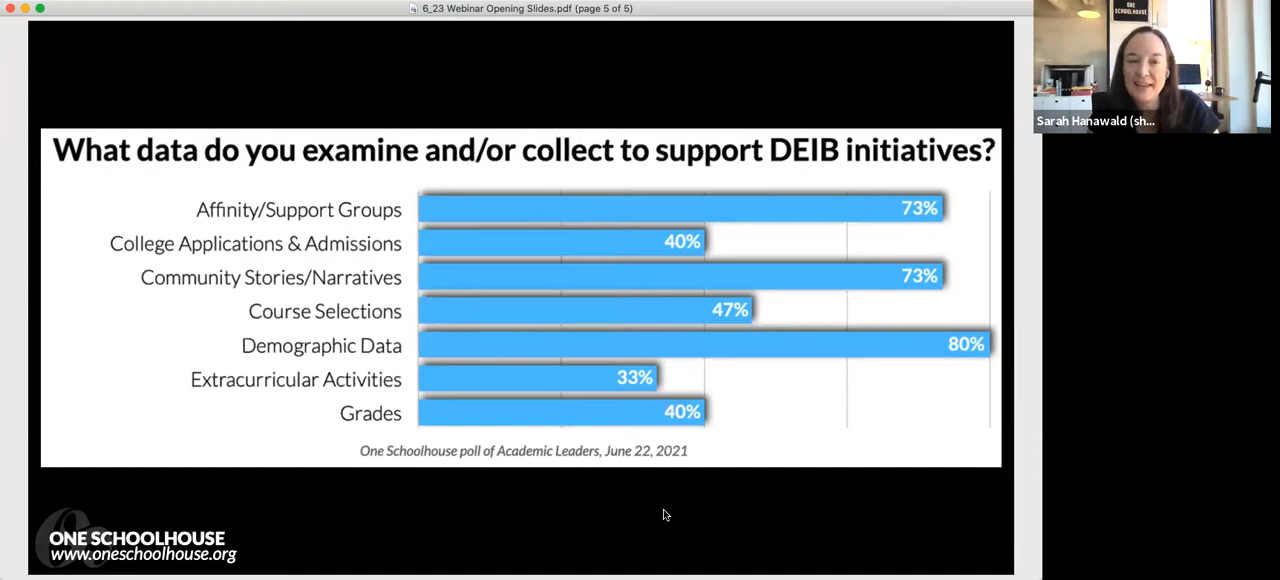 6_23 Webinar Opening Slides.pdf (page 5 of 5)
ONE
SCHOOLHOUSE
Sarah Hanawald (sh...
What data do you examine and/or collect to support DEIB initiatives?
Affinity/Support Groups 73%
College Applications & Admissions 40%
Community Stories/Narratives 73%
Course Selections 47%
Demographic Data 80%
Extracurricular Activities 33%
Grades 40%
One Schoolhouse poll of Academic Leaders, June 22, 2021
ONE SCHOOLHOUSE
www.oneschoolhouse.org